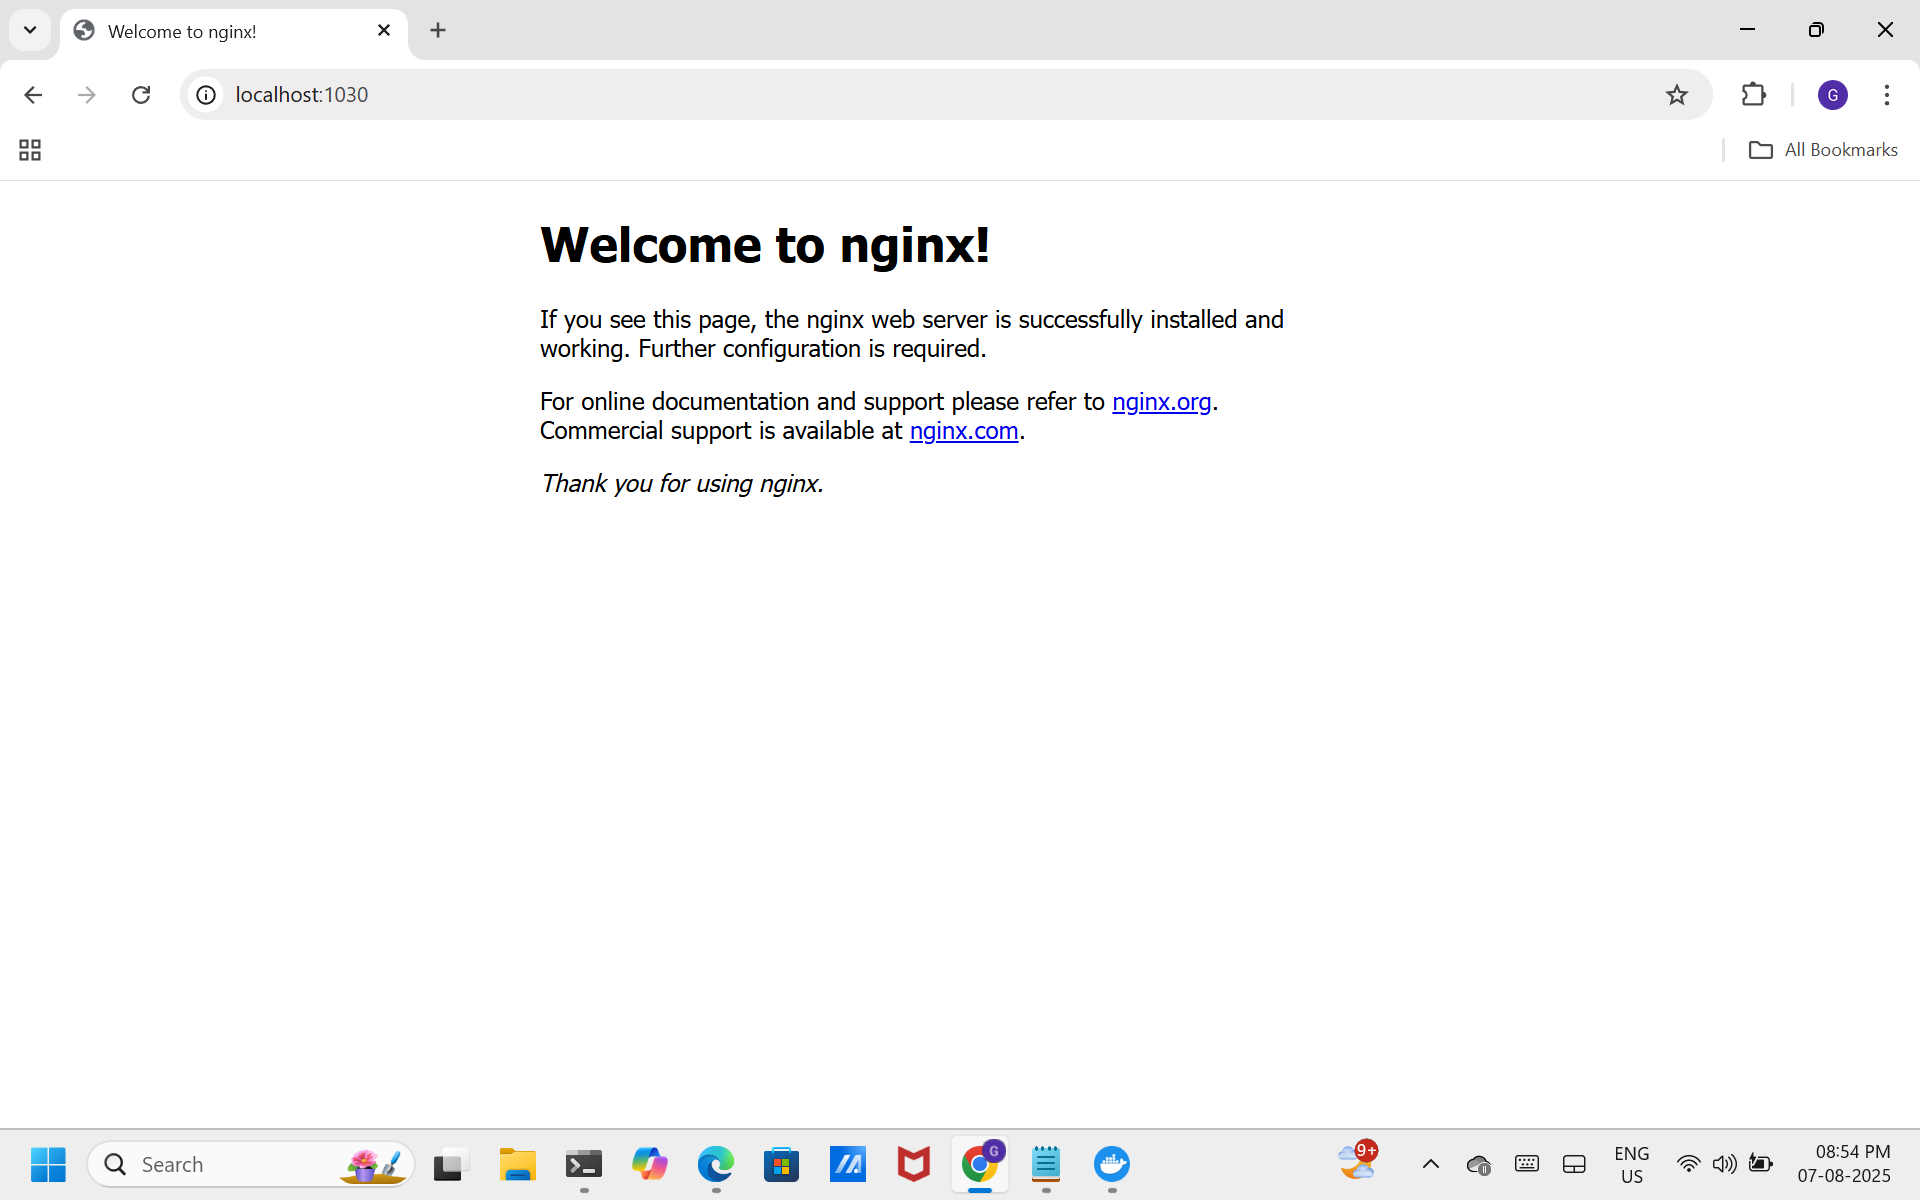 Welcome to nginx!
localhost:1030
G
All Bookmarks
Welcome to nginx!
If you see this page, the nginx web server is successfully installed and
working. Further configuration is required.
For online documentation and support please refer to nginx.org.
Commercial support is available at nginx.com.
Thank you for using nginx.
Search
G
9+
ENG
US
08:54 PM
07-08-2025